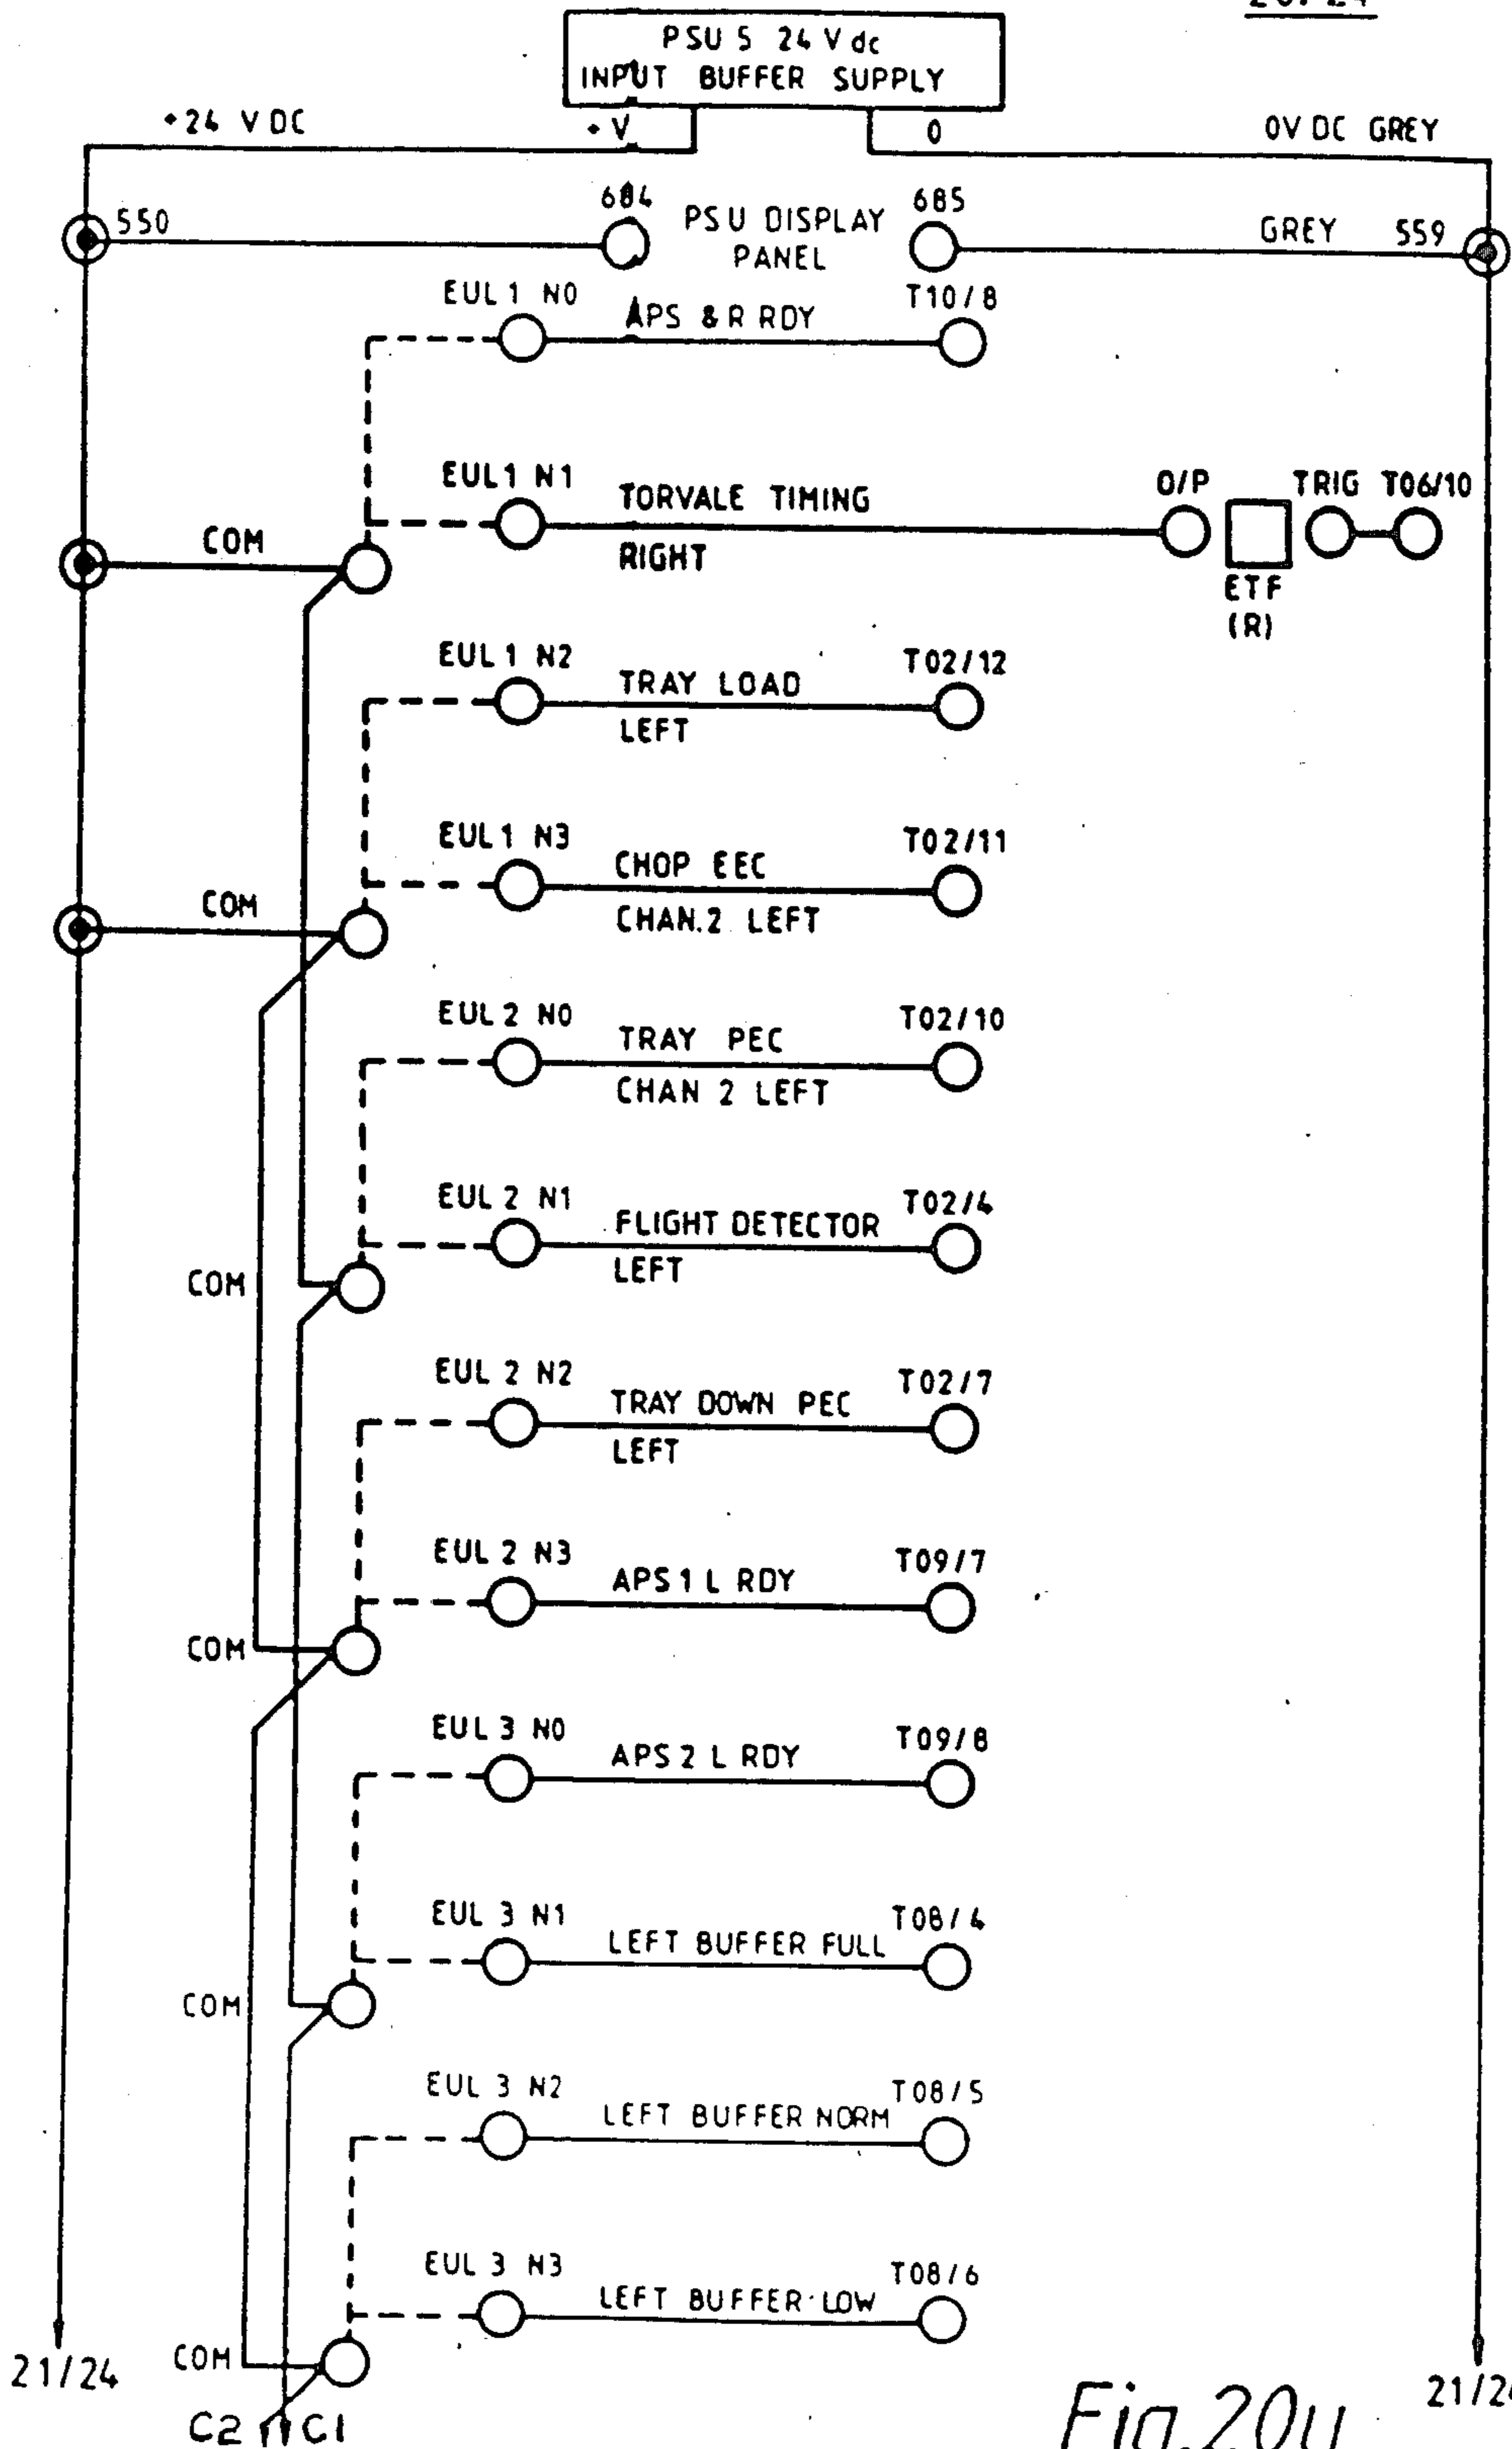 PSU 5 24 V dc
INPUT BUFFER SUPPLY
+24 V DC
+V
0
0V DC GREY
550
684
PSU DISPLAY
PANEL
685
GREY 559
EUL 1 N0
APS & R RDY
T10/8
EUL1 N1
TORVALE TIMING
RIGHT
O/P
TRIG
T06/10
ETF
(R)
COM
EUL 1 N2
TRAY LOAD
LEFT
T02/12
EUL 1 N3
CHOP EEC
CHAN.2 LEFT
T02/11
COM
EUL 2 N0
TRAY PEC
CHAN 2 LEFT
T02/10
EUL 2 N1
FLIGHT DETECTOR
LEFT
T02/4
COM
EUL 2 N2
TRAY DOWN PEC
LEFT
T02/7
EUL 2 N3
APS 1 L RDY
T09/7
COM
EUL 3 N0
APS 2 L RDY
T09/8
EUL 3 N1
LEFT BUFFER FULL
T08/4
COM
EUL 3 N2
LEFT BUFFER NORM
T08/5
EUL 3 N3
LEFT BUFFER LOW
T08/6
COM
21/24
C2
C1
Fig.20u